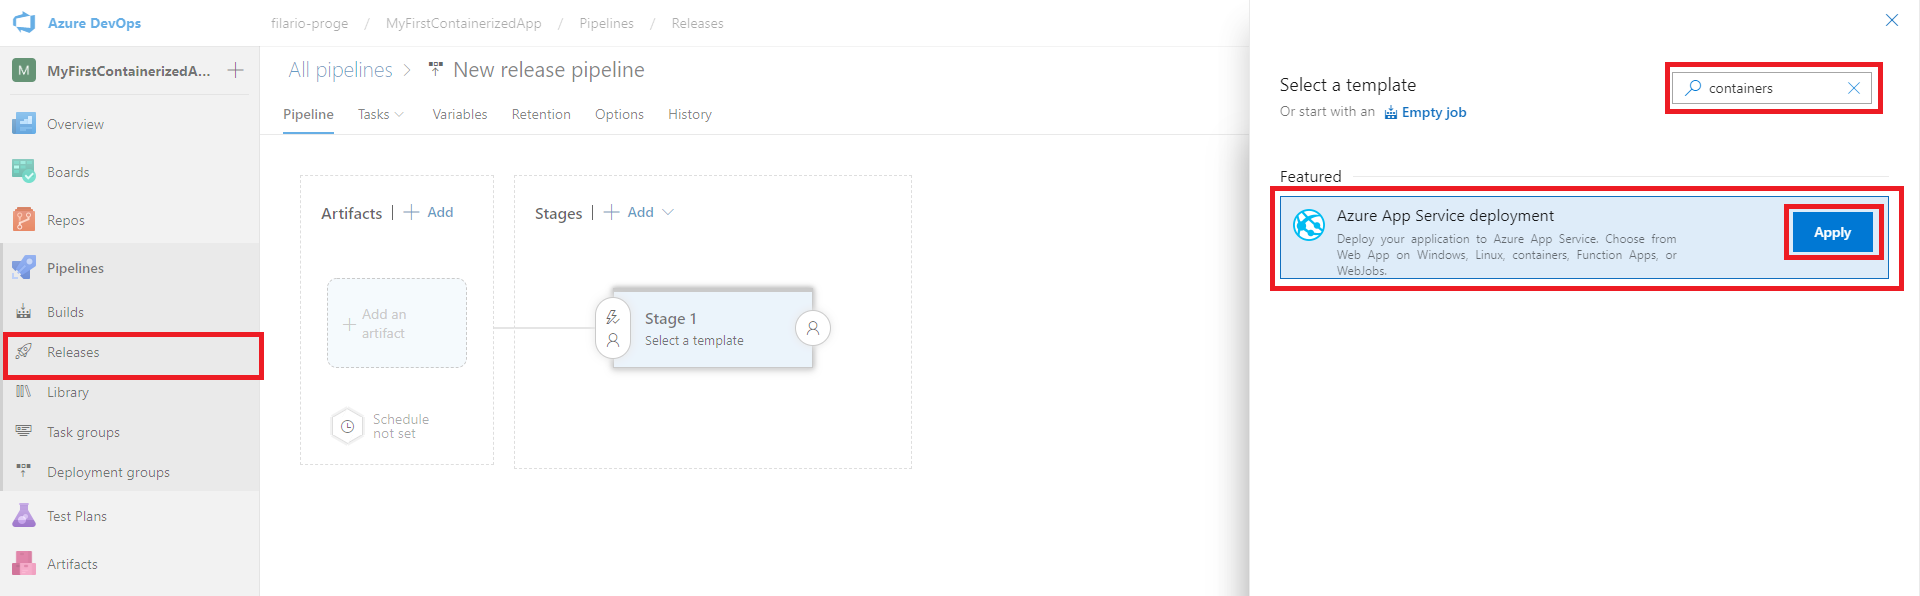 Azure DevOps
filario-proge / MyFirstContainerizedApp / Pipelines / Releases
M MyFirstContainerizedA...
Overview
Boards
Repos
Pipelines
Builds
Releases
Library
Task groups
Deployment groups
Test Plans
Artifacts
All pipelines > New release pipeline
Pipeline Tasks Variables Retention Options History
Artifacts | + Add
Add an
artifact
Schedule
not set
Stages | + Add
Stage 1
Select a template
Select a template
containers
Or start with an Empty job
Featured
Azure App Service deployment
Deploy your application to Azure App Service. Choose from
Web App on Windows, Linux, containers, Function Apps, or
WebJobs.
Apply